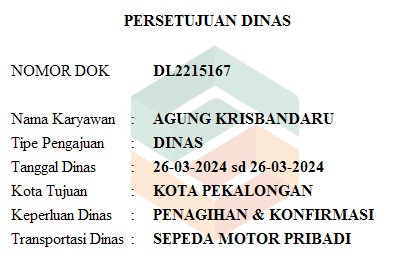 PERSETUJUAN DINAS
NOMOR DOK DL2215167
Nama Karyawan : AGUNG KRISBANDARU
Tipe Pengajuan : DINAS
Tanggal Dinas : 26-03-2024 sd 26-03-2024
Kota Tujuan : KOTA PEKALONGAN
Keperluan Dinas : PENAGIHAN & KONFIRMASI
Transportasi Dinas : SEPEDA MOTOR PRIBADI